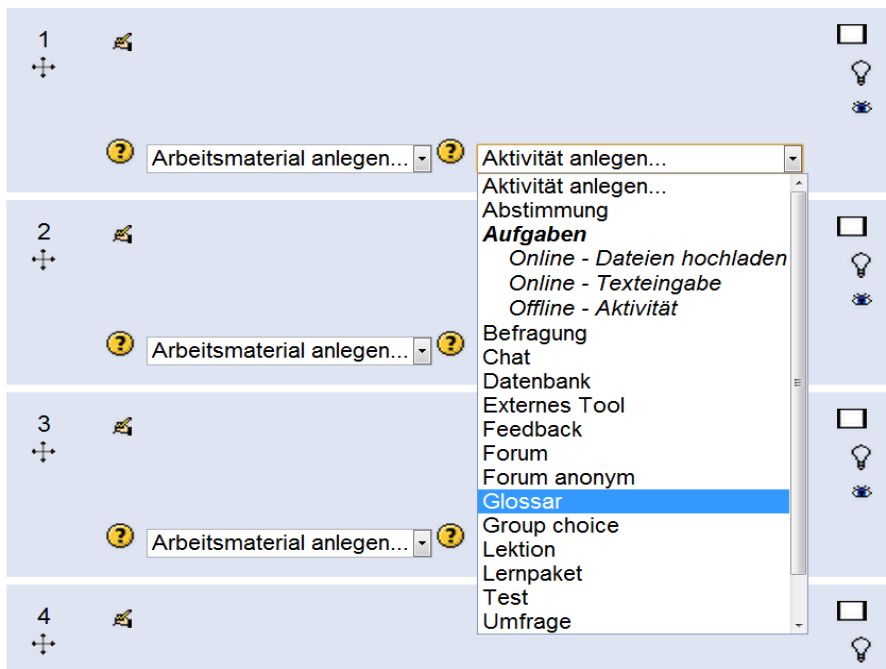 1
Arbeitsmaterial anlegen... Aktivität anlegen...
Aktivität anlegen...
Abstimmung
2
Aufgaben
Online - Dateien hochladen
Online - Texteingabe
Offline - Aktivität
Befragung
Arbeitsmaterial anlegen...
Chat
Datenbank
Externes Tool
3
Feedback
Forum
Forum anonym
Glossar
Group choice
Arbeitsmaterial anlegen...
Lektion
Lernpaket
Test
4
Umfrage